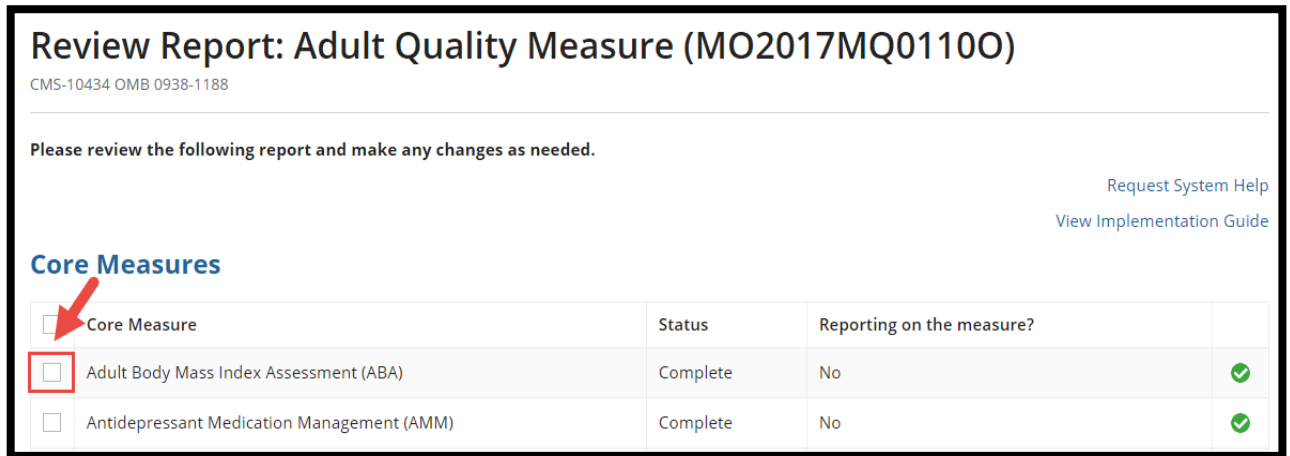 Review Report: Adult Quality Measure (MO2017MQ0110O)
CMS-10434 OMB 0938-1188
Please review the following report and make any changes as needed.
Request System Help
View Implementation Guide
Core Measures
Core Measure Status Reporting on the measure?
Adult Body Mass Index Assessment (ABA) Complete No
Antidepressant Medication Management (AMM) Complete No